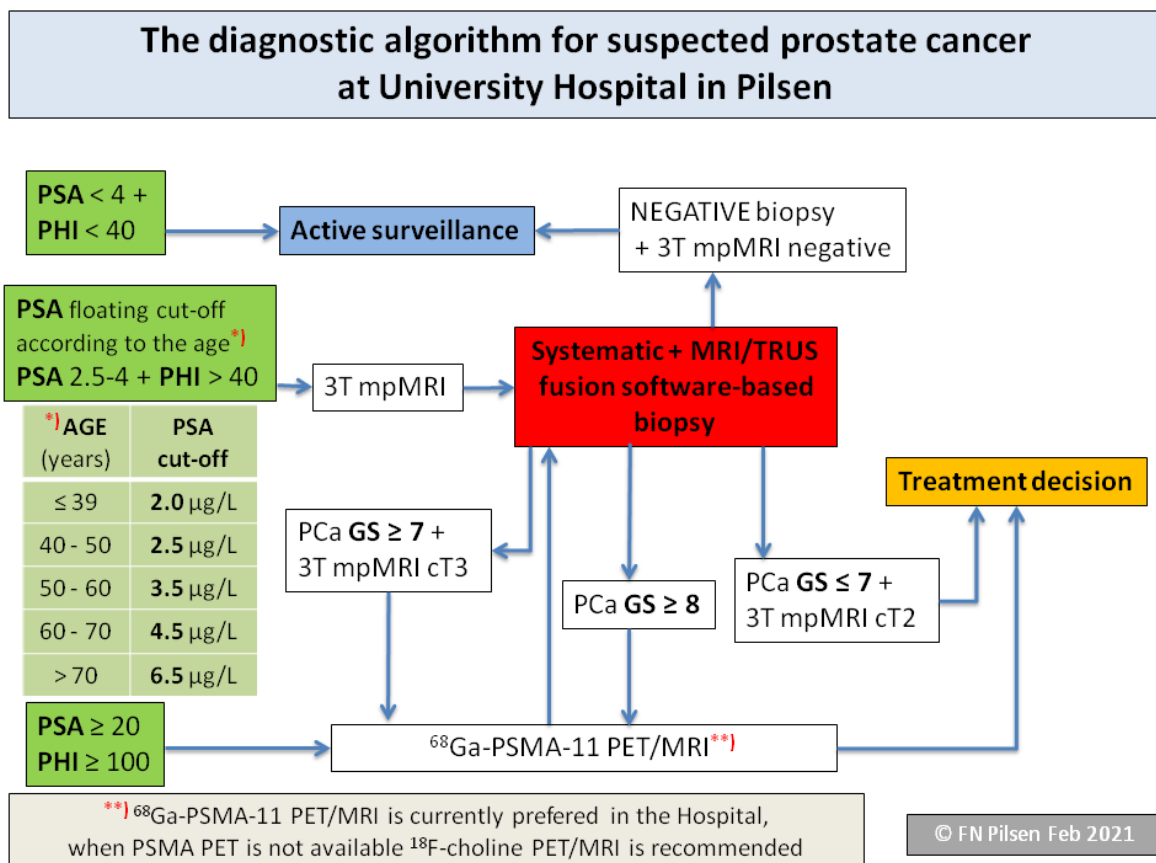 The diagnostic algorithm for suspected prostate cancer
at University Hospital in Pilsen
PSA < 4 +
PHI < 40
Active surveillance
NEGATIVE biopsy
+ 3T mpMRI negative
PSA floating cut-off
according to the age*)
PSA 2.5-4 + PHI > 40
3T mpMRI
Systematic + MRI/TRUS
fusion software-based
biopsy
*) AGE
(years)
PSA
cut-off
≤ 39 2.0 µg/L
40 - 50 2.5 µg/L
50 - 60 3.5 µg/L
60 - 70 4.5 µg/L
> 70 6.5 µg/L
Treatment decision
PCa GS ≥ 7 +
3T mpMRI cT3
PCa GS ≥ 8
PCa GS ≤ 7 +
3T mpMRI cT2
PSA ≥ 20
PHI ≥ 100
⁶⁸Ga-PSMA-11 PET/MRI**)
**) ⁶⁸Ga-PSMA-11 PET/MRI is currently prefered in the Hospital,
when PSMA PET is not available ¹⁸F-choline PET/MRI is recommended
© FN Pilsen Feb 2021